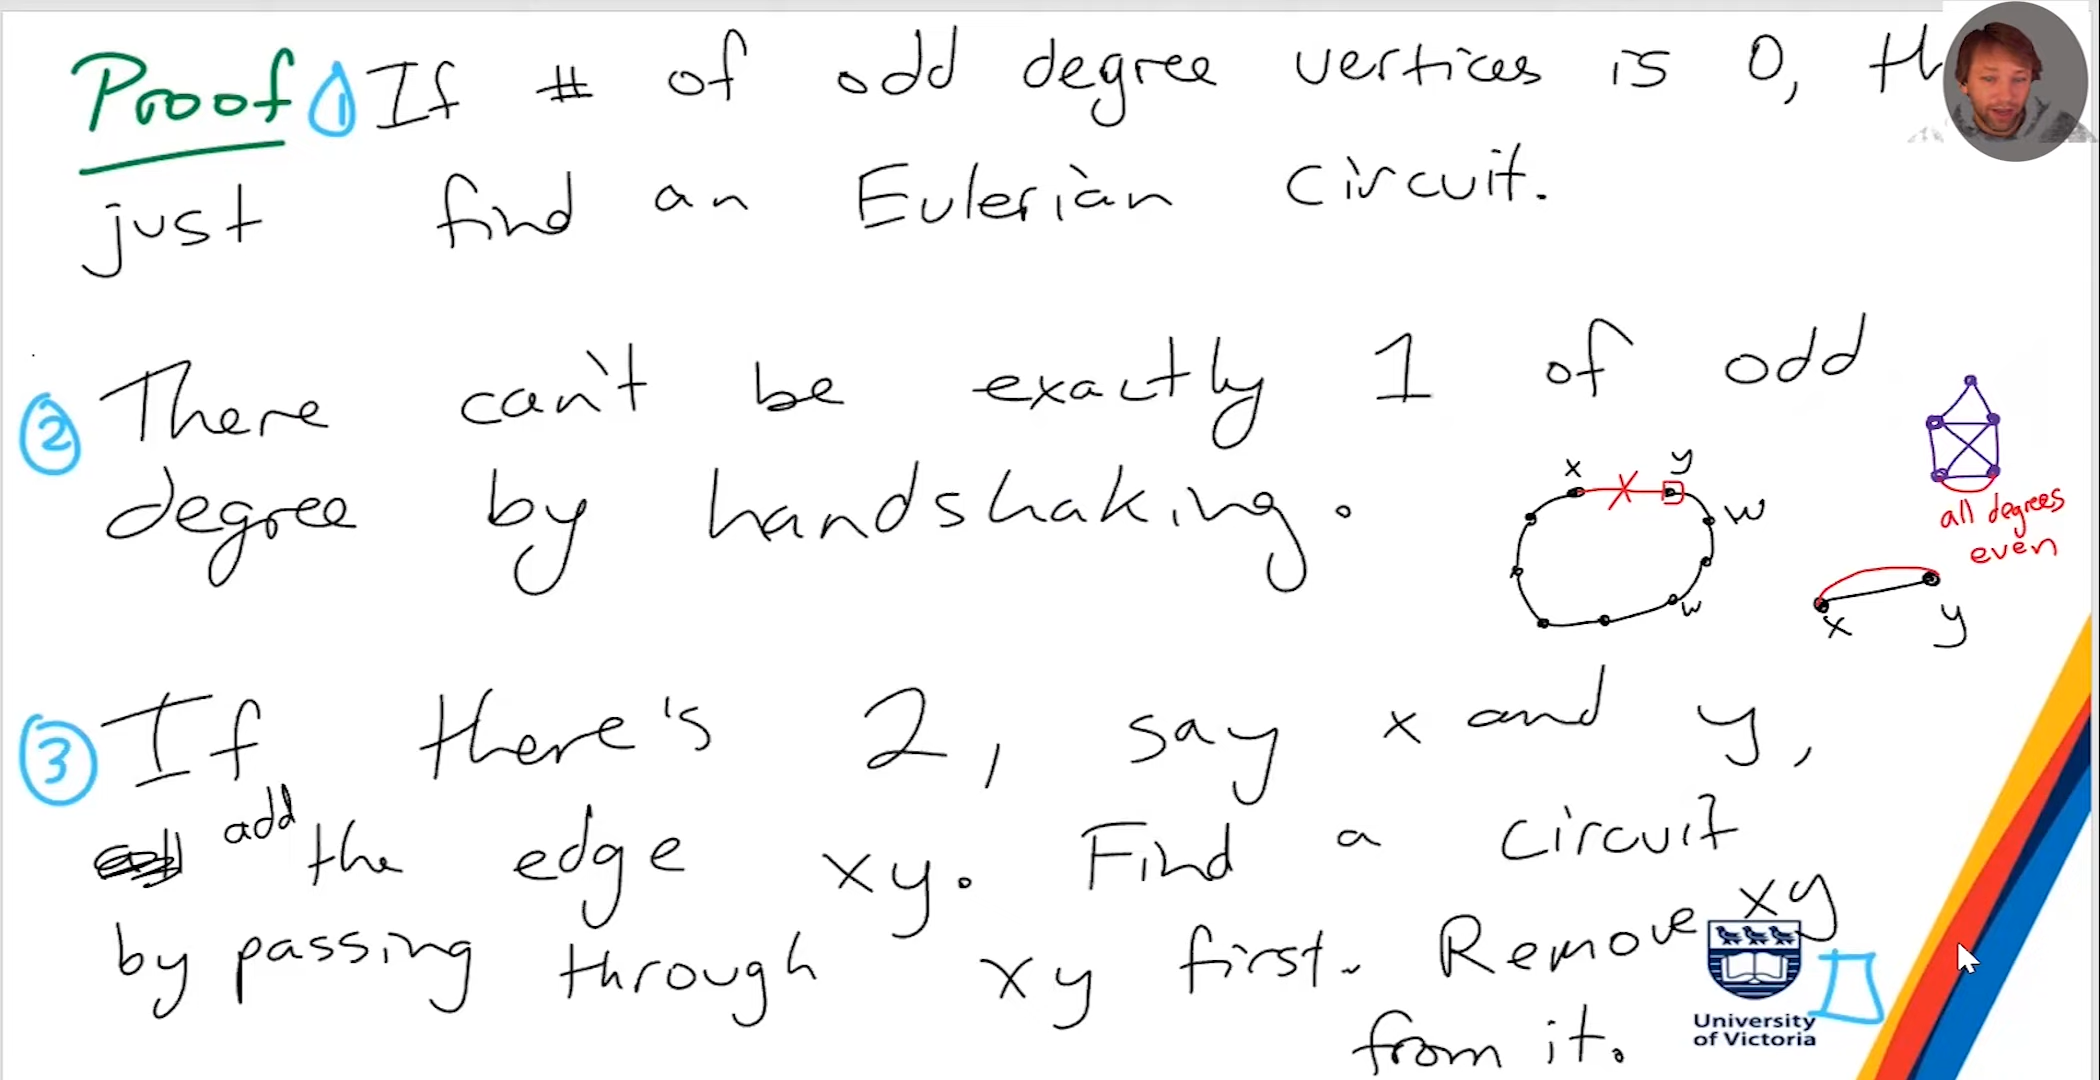 Proof ① If # of odd degree vertices is 0,
just find an Eulerian circuit.
② There can't be exactly 1 of odd
degree by handshaking.
x y
w
w
all degrees
even
x y
③ If there's 2, say x and y,
add the edge xy. Find a circuit
by passing through xy first. Remove xy
from it.
University
of Victoria